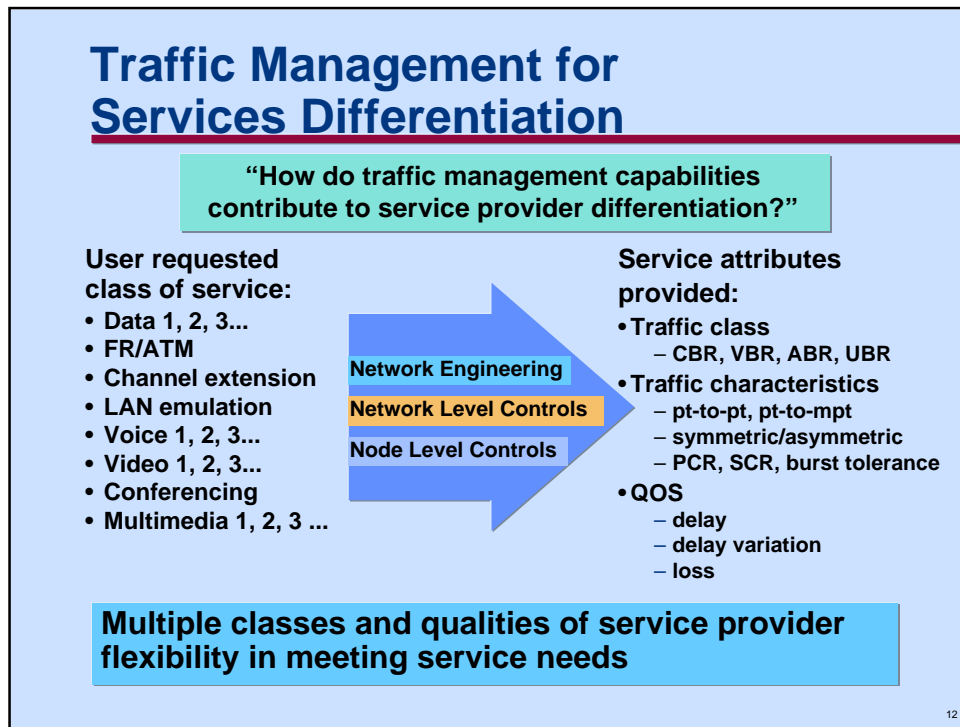 Traffic Management for
Services Differentiation
“How do traffic management capabilities
contribute to service provider differentiation?”
User requested
class of service:
• Data 1, 2, 3...
• FR/ATM
• Channel extension
• LAN emulation
• Voice 1, 2, 3...
• Video 1, 2, 3...
• Conferencing
• Multimedia 1, 2, 3 ...
Network Engineering
Network Level Controls
Node Level Controls
Service attributes
provided:
• Traffic class
– CBR, VBR, ABR, UBR
• Traffic characteristics
– pt-to-pt, pt-to-mpt
– symmetric/asymmetric
– PCR, SCR, burst tolerance
• QOS
– delay
– delay variation
– loss
Multiple classes and qualities of service provider
flexibility in meeting service needs
12